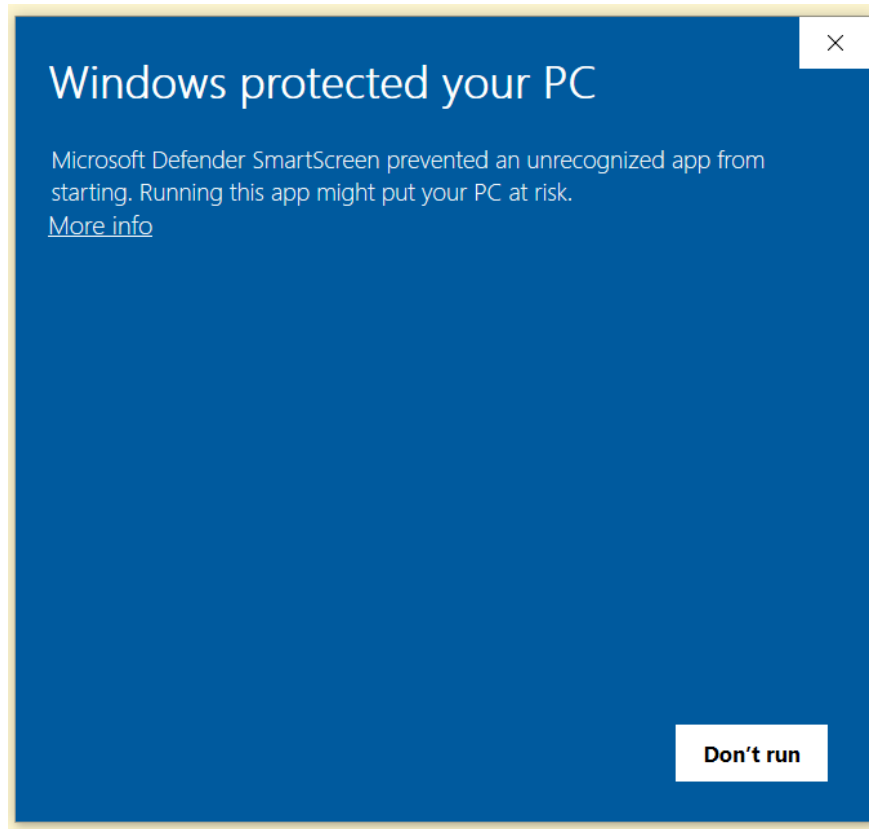 Windows protected your PC
Microsoft Defender SmartScreen prevented an unrecognized app from
starting. Running this app might put your PC at risk.
More info
Don’t run